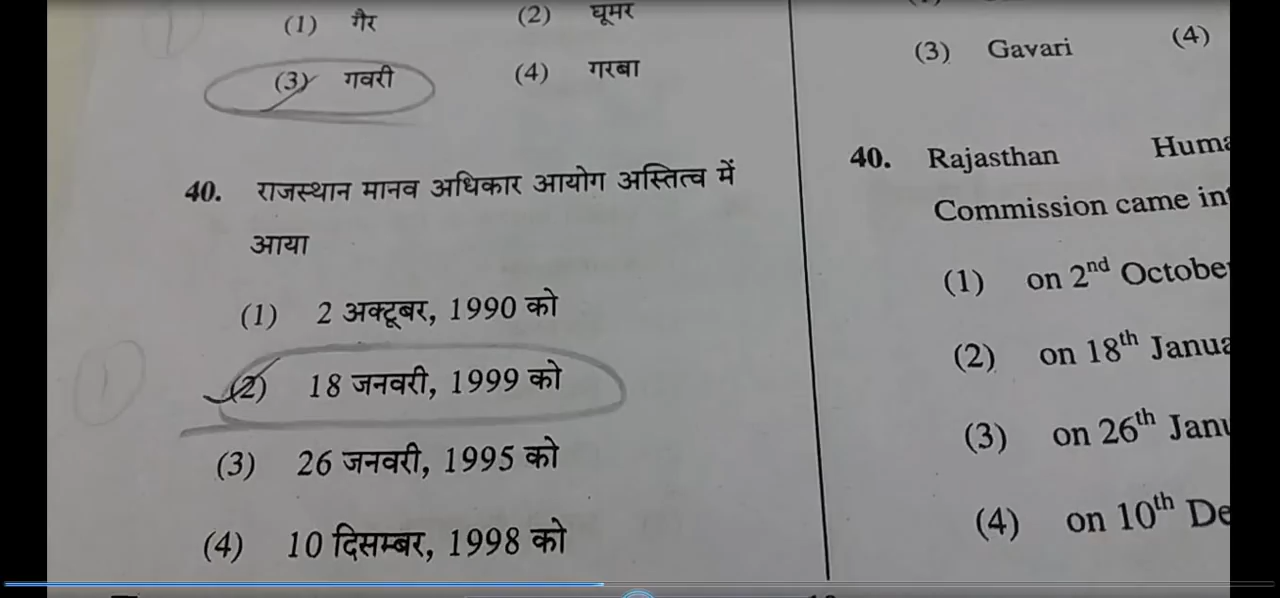 (1) गैर (2) घूमर
(3) गवरी (4) गरबा
40. राजस्थान मानव अधिकार आयोग अस्तित्व में
आया
(1) 2 अक्टूबर, 1990 को
(2) 18 जनवरी, 1999 को
(3) 26 जनवरी, 1995 को
(4) 10 दिसम्बर, 1998 को
(3) Gavari (4)
40. Rajasthan
Commission came
(1) on 2nd
(2) on 18th
(3) on 26th
(4) on 10th